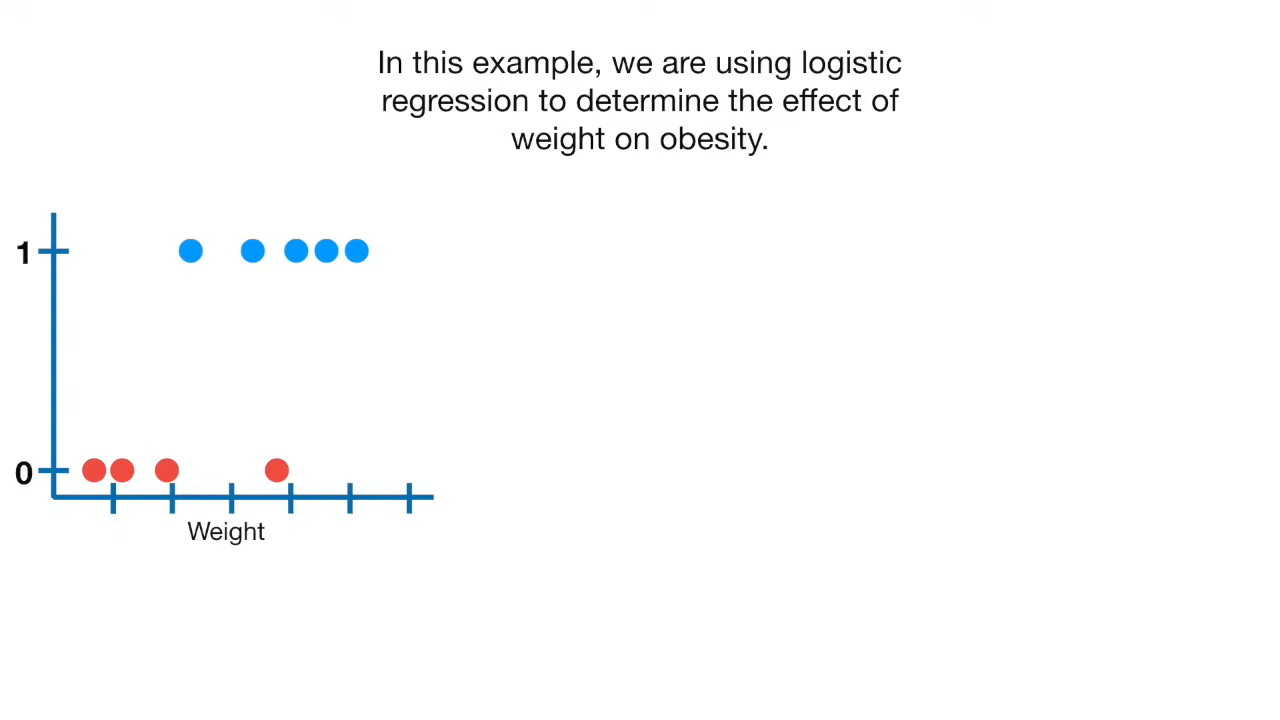 In this example, we are using logistic
regression to determine the effect of
weight on obesity.
1
0
Weight